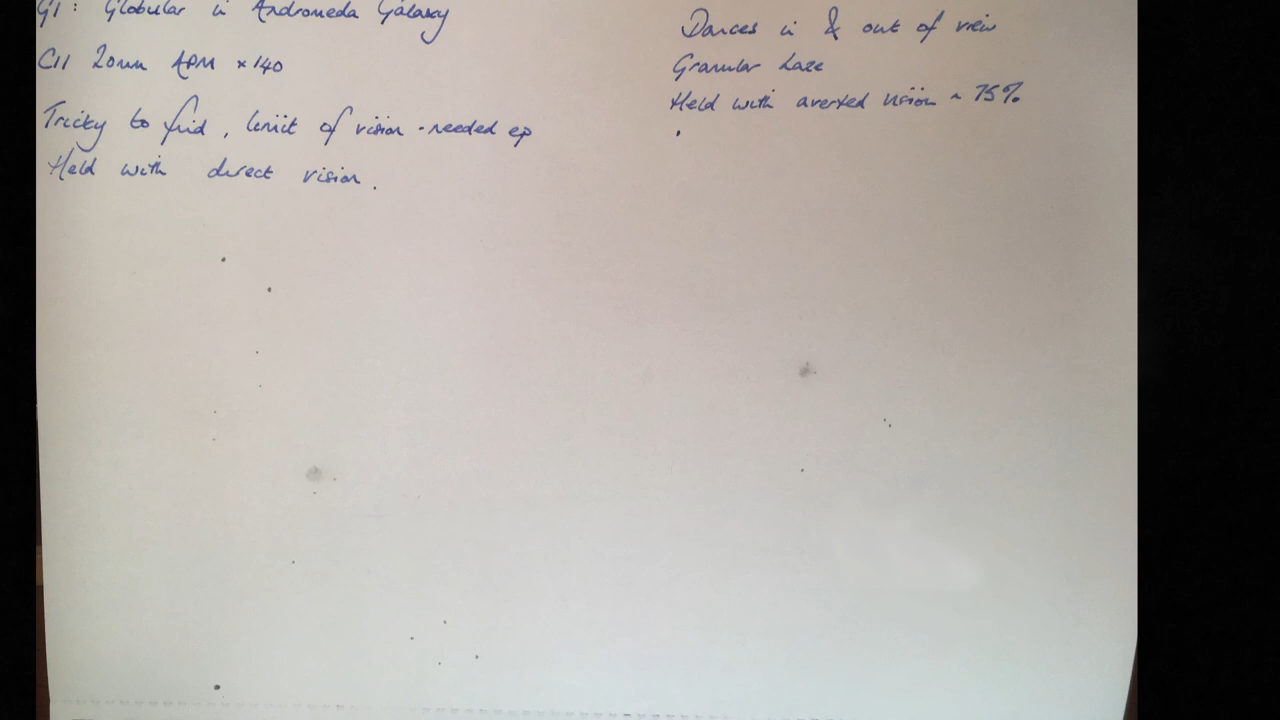 G1: Globular in Andromeda Galaxy
C11 20mm APM x140
Tricky to find, limit of vision - needed ep
Held with direct vision.
Dances in & out of view
Granular haze
Held with averted vision ~ 75%